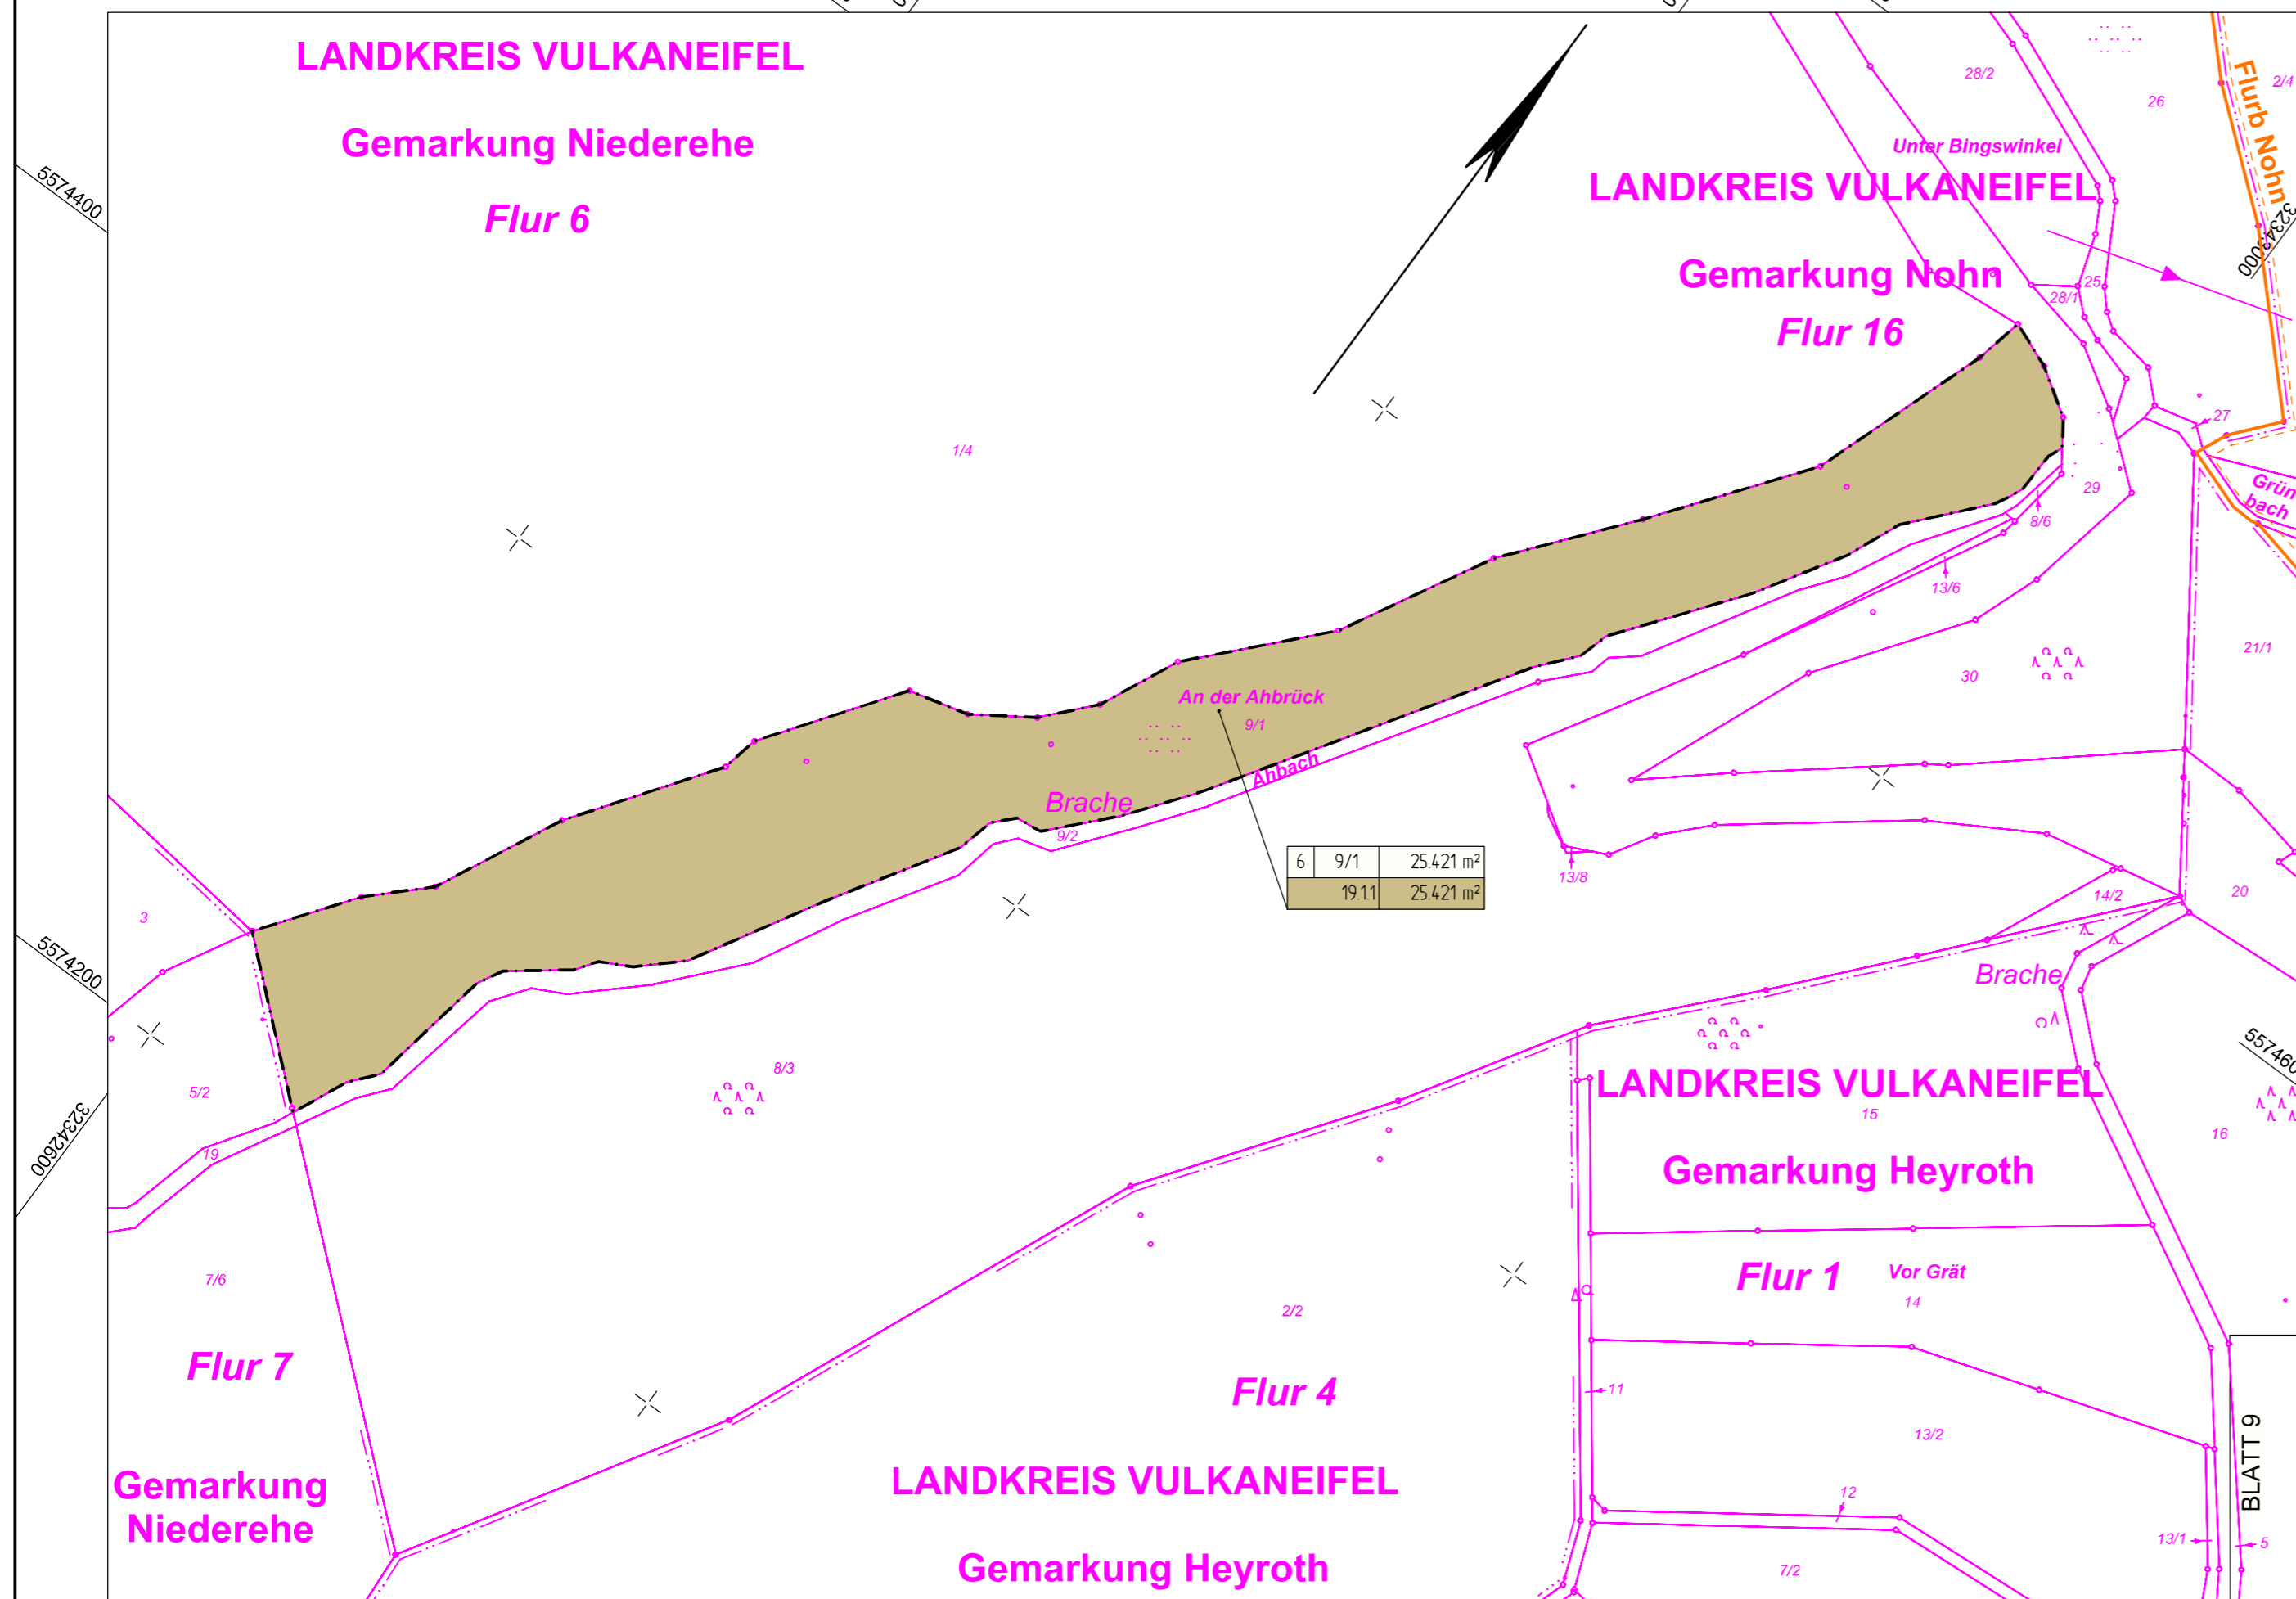 LANDKREIS VULKANEIFEL
Gemarkung Niederehe
Flur 6
5574400
28/2
26
2/4
Flurb Nohn
Unter Bingswinkel
LANDKREIS VULKANEIFEL
Gemarkung Nohn
Flur 16
25
28/1
27
1/4
29
8/6
13/6
30
21/1
An der Ahbrück
9/1
Ahbach
Brache
9/2
6 9/1 25.421 m²
19.1.1 25.421 m²
13/8
14/2
20
3
5574200
Brache
5/2
8/3
32342600
19
LANDKREIS VULKANEIFEL
15
16
Gemarkung Heyroth
7/6
Flur 1
Vor Grät
14
2/2
Flur 7
Flur 4
11
13/2
BLATT 9
LANDKREIS VULKANEIFEL
Gemarkung
Niederehe
12
13/1
5
Gemarkung Heyroth
7/2